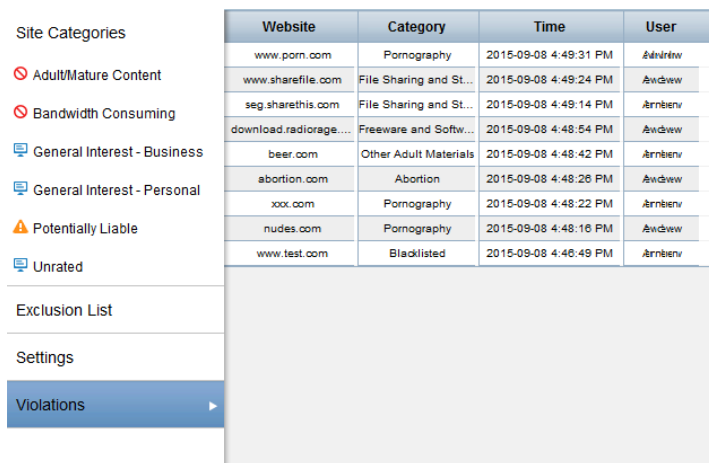 Site Categories
Adult/Mature Content
Bandwidth Consuming
General Interest - Business
General Interest - Personal
Potentially Liable
Unrated
Exclusion List
Settings
Violations
Website Category Time User
www.porn.com Pornography 2015-09-08 4:49:31 PM
www.sharefile.com File Sharing and St... 2015-09-08 4:49:24 PM
seg.sharethis.com File Sharing and St... 2015-09-08 4:49:14 PM
download.radiorage.... Freeware and Softw... 2015-09-08 4:48:54 PM
beer.com Other Adult Materials 2015-09-08 4:48:42 PM
abortion.com Abortion 2015-09-08 4:48:26 PM
xxx.com Pornography 2015-09-08 4:48:22 PM
nudes.com Pornography 2015-09-08 4:48:16 PM
www.test.com Blacklisted 2015-09-08 4:46:49 PM